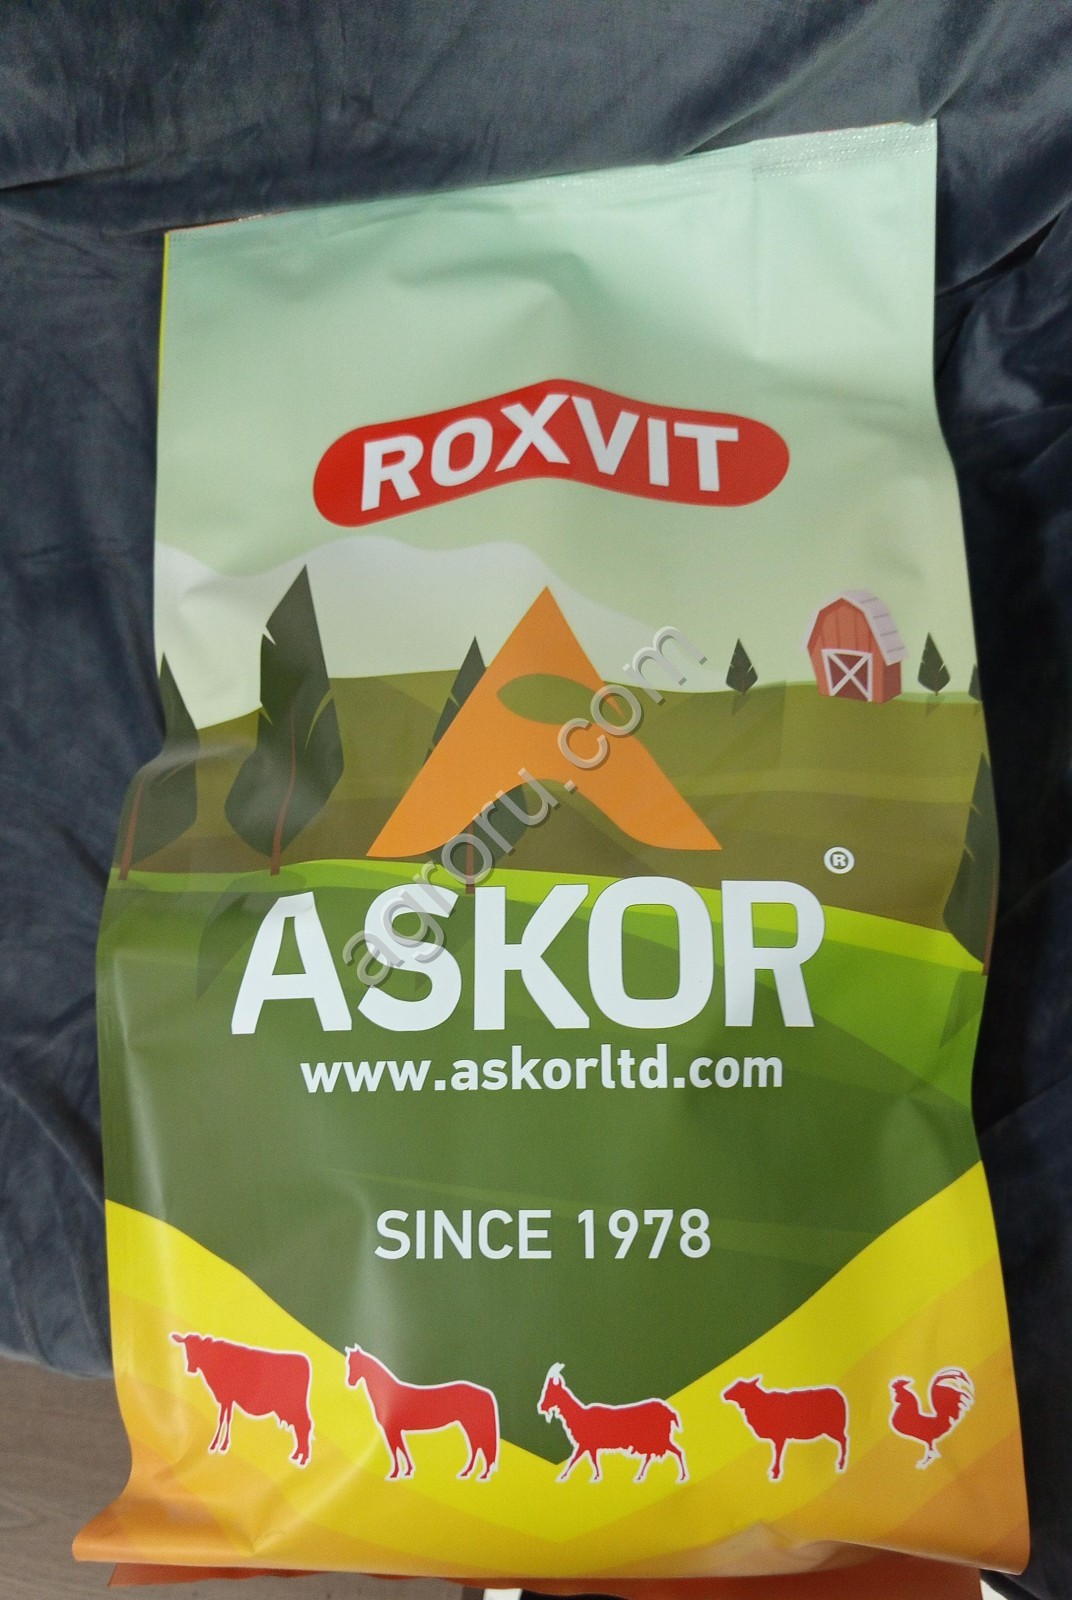 ROXVIT
agroru.com
ASKOR®
www.askorltd.com
SINCE 1978